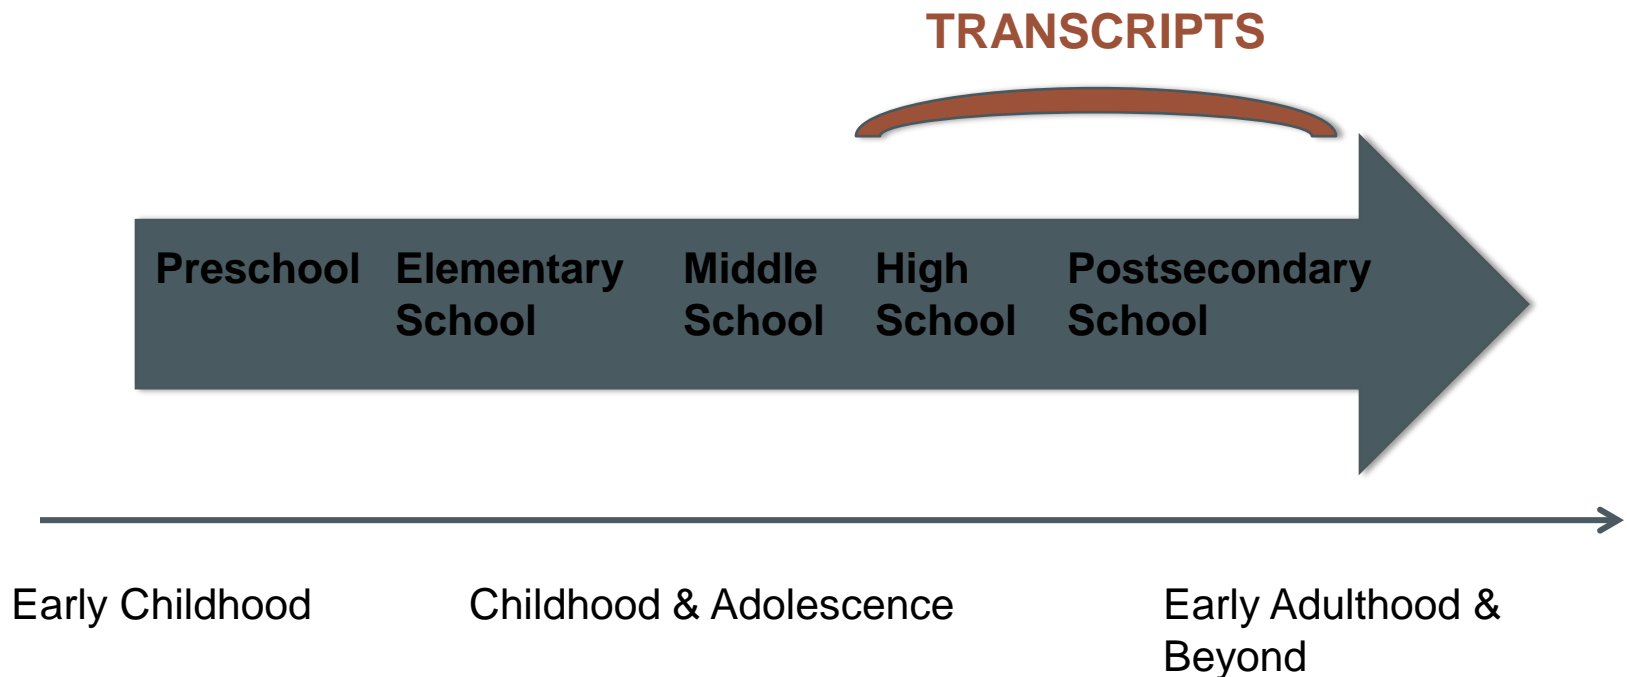 TRANSCRIPTS
Preschool Elementary School Middle School High School Postsecondary School
Early Childhood Childhood & Adolescence Early Adulthood & Beyond